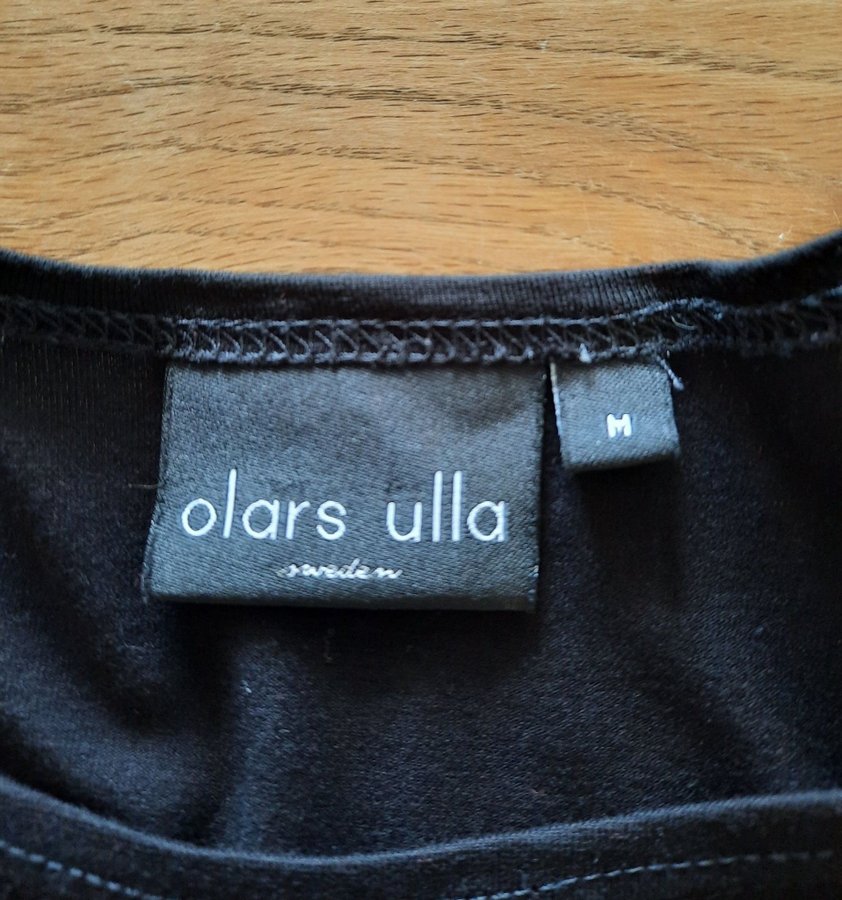 M
olars ulla
sweden